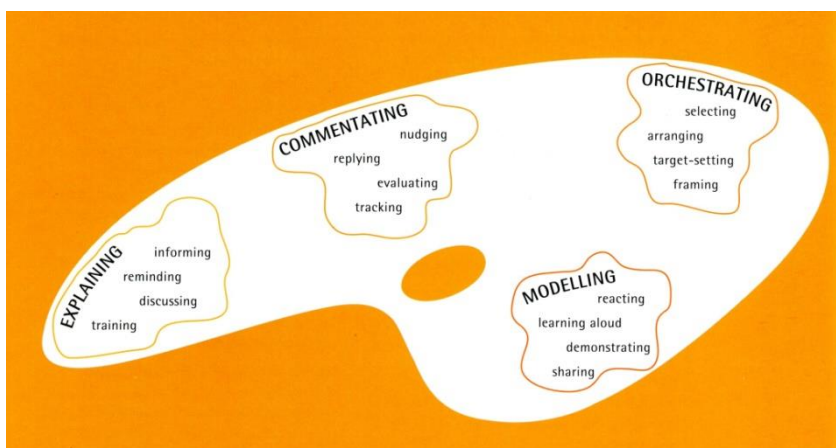 EXPLAINING
informing
reminding
discussing
training
COMMENTATING
nudging
replying
evaluating
tracking
ORCHESTRATING
selecting
arranging
target-setting
framing
MODELLING
reacting
learning aloud
demonstrating
sharing